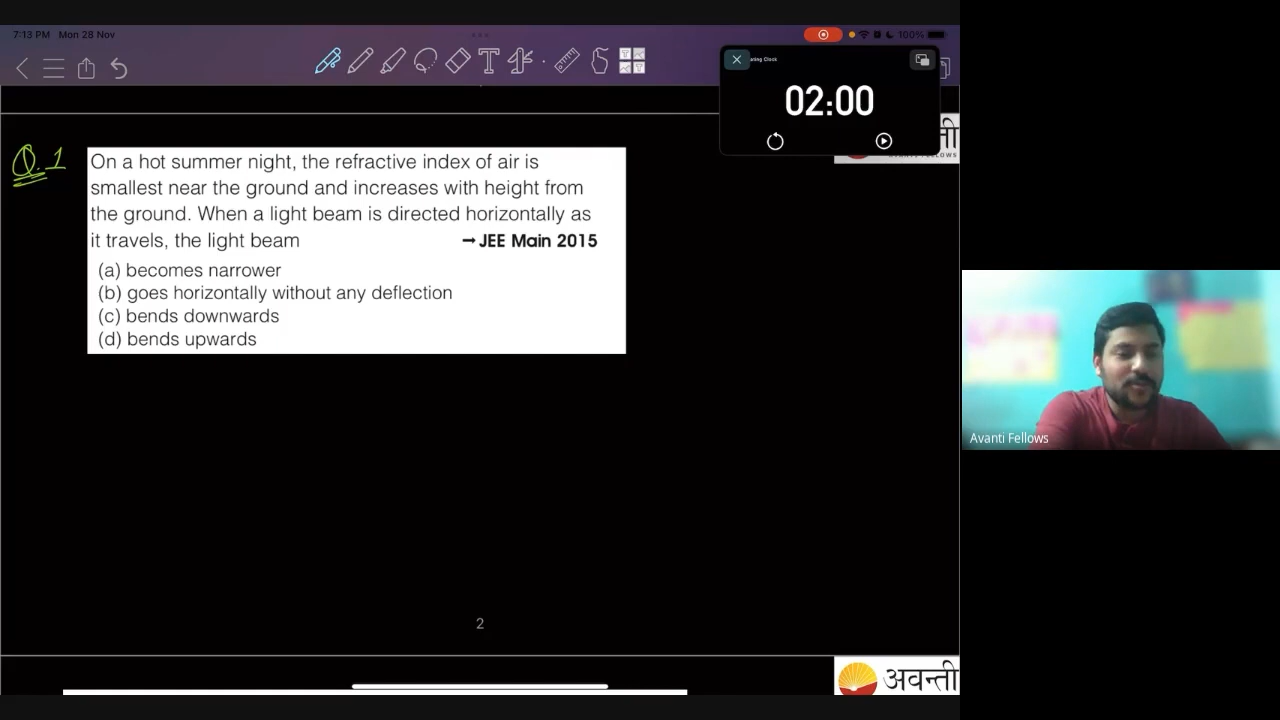 7:13 PM Mon 28 Nov
100%
02:00
Q.1
On a hot summer night, the refractive index of air is
smallest near the ground and increases with height from
the ground. When a light beam is directed horizontally as
it travels, the light beam → JEE Main 2015
(a) becomes narrower
(b) goes horizontally without any deflection
(c) bends downwards
(d) bends upwards
Avanti Fellows
2
अवन्ती